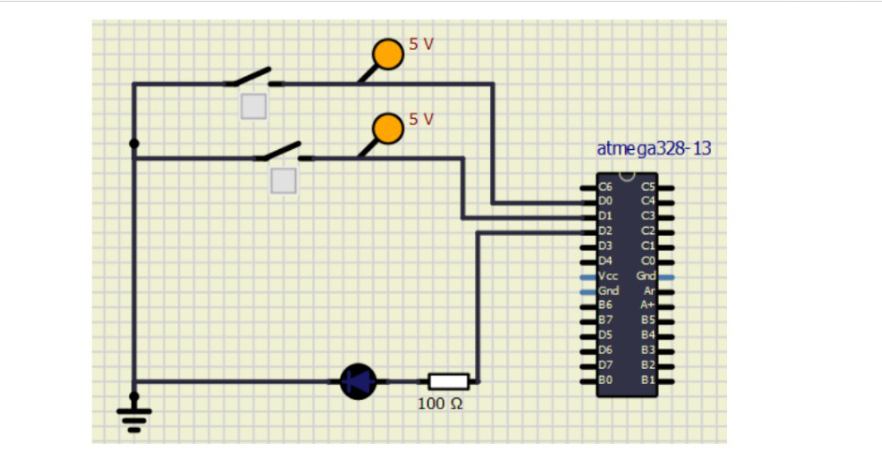 5 V
5 V
atmega328-13
C6 C5
D0 C4
D1 C3
D2 C2
D3 C1
D4 C0
Vcc Gnd
Gnd Ar
B6 A+
B7 B5
D5 B4
D6 B3
D7 B2
B0 B1
100 Ω